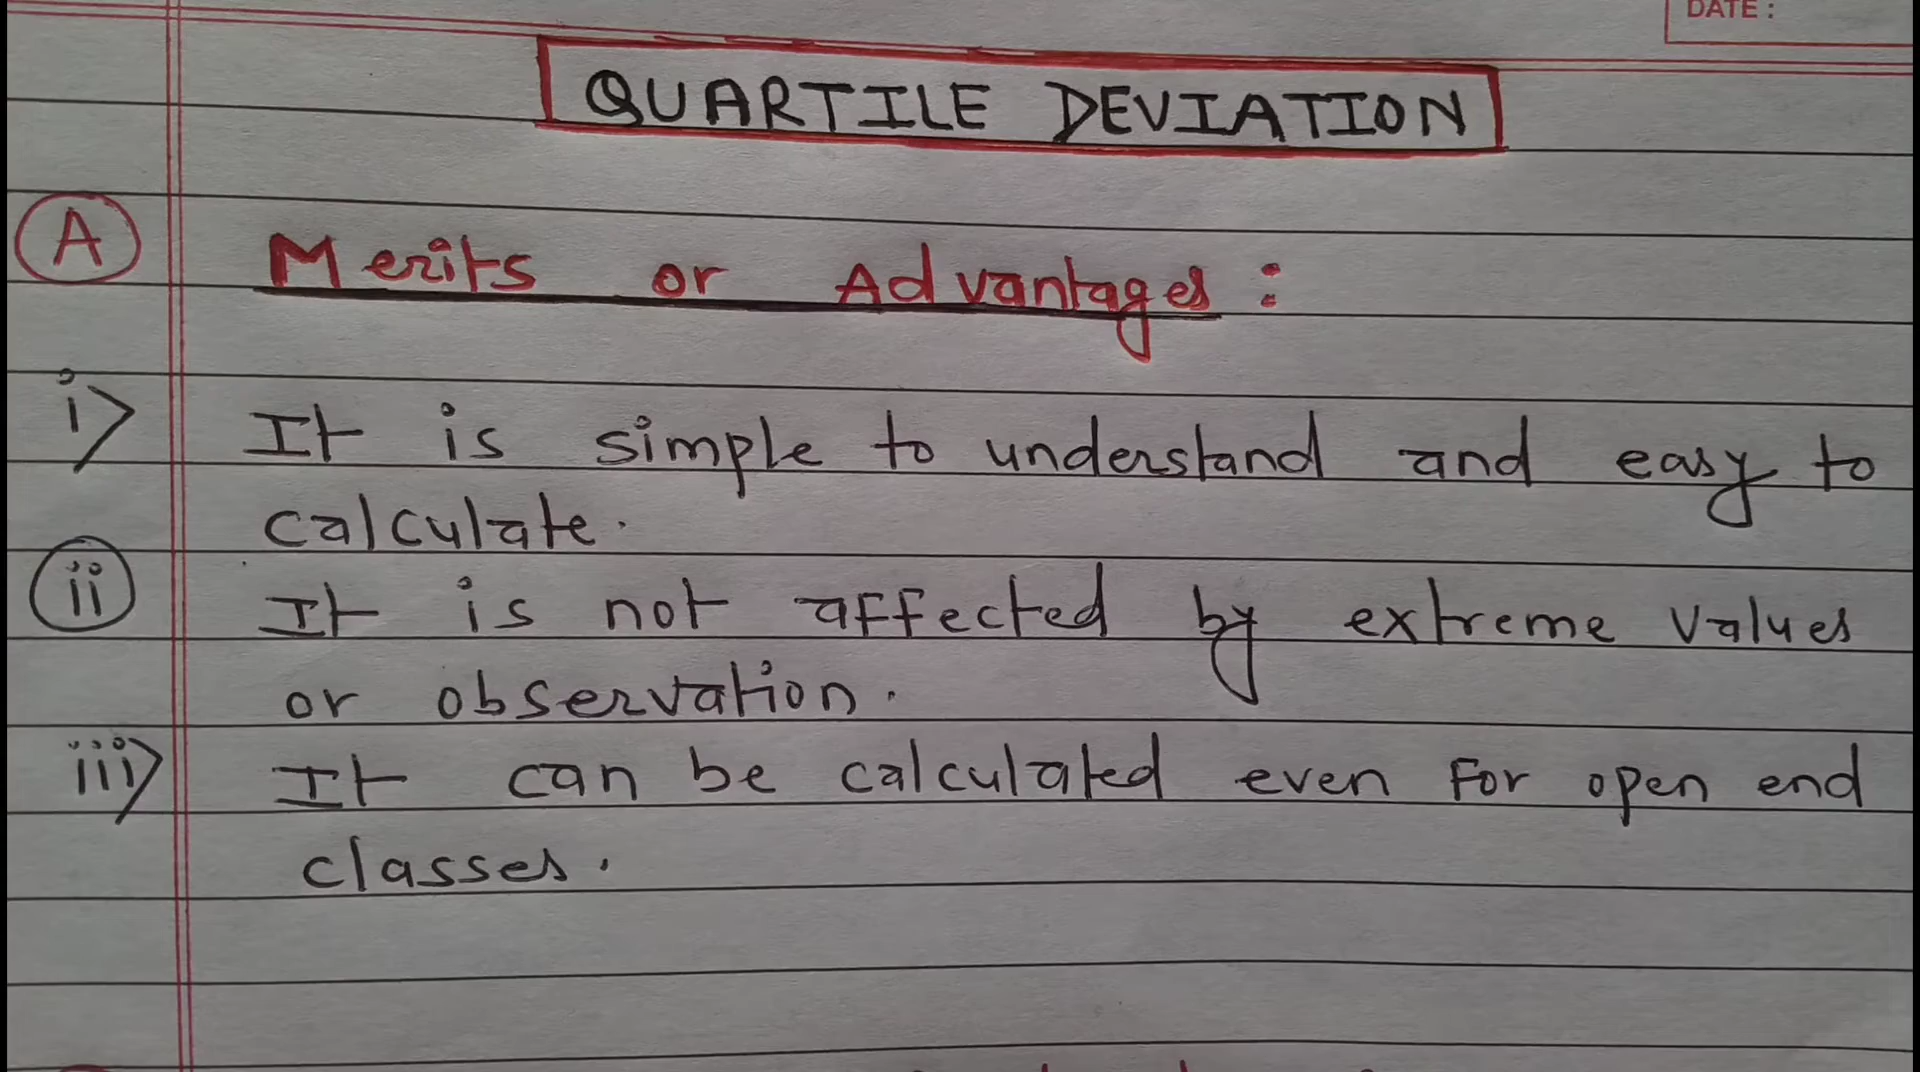 DATE :
QUARTILE DEVIATION
A Merits or Advantages :
i) It is simple to understand and easy to
calculate.
ii It is not affected by extreme values
or observation.
iii) It can be calculated even for open end
classes.